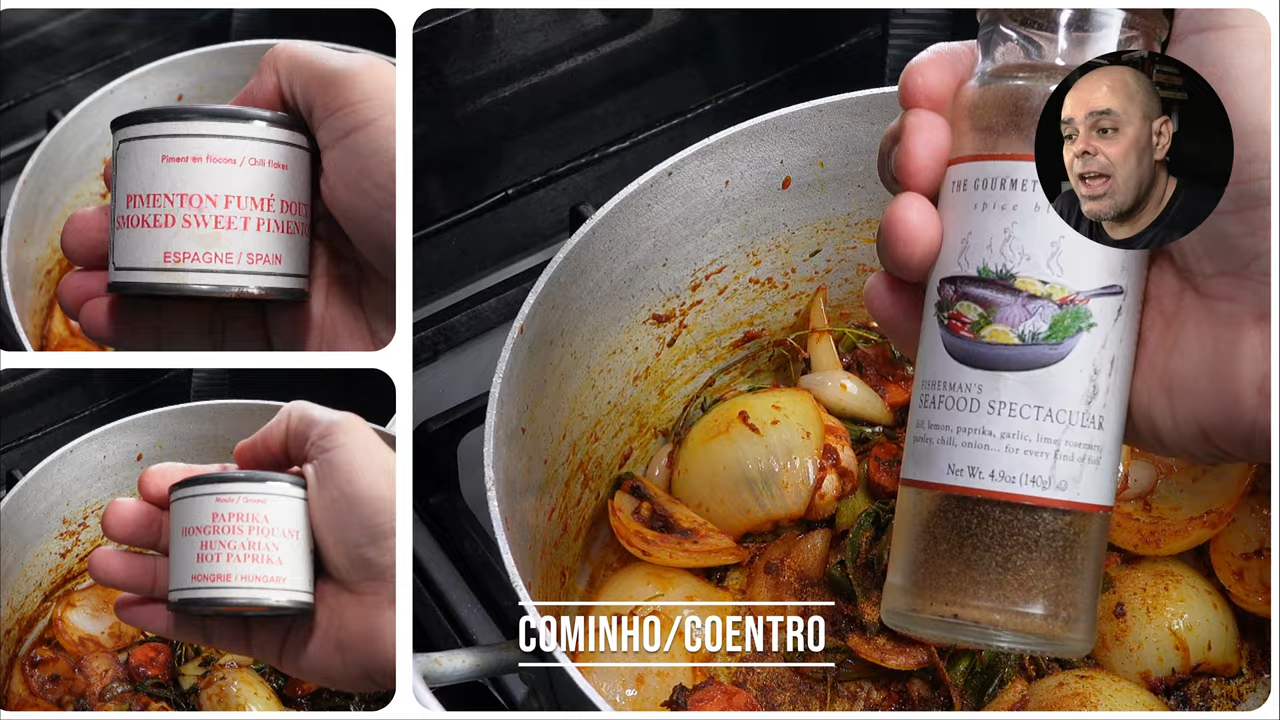 Piment en flocons / Chili flakes
PIMENTON FUMÉ DOUX
SMOKED SWEET PIMENTO
ESPAGNE / SPAIN
Moulu / Ground
PAPRIKA
HONGROIS PIQUANT
HUNGARIAN
HOT PAPRIKA
HONGRIE / HUNGARY
THE GOURMET
spice
FISHERMAN'S
SEAFOOD SPECTACULAR
dill, lemon, paprika, garlic, lime, rosemary,
parsley, chili, onion... for every kind of fish
Net Wt. 4.9oz (140g)
COMINHO/COENTRO